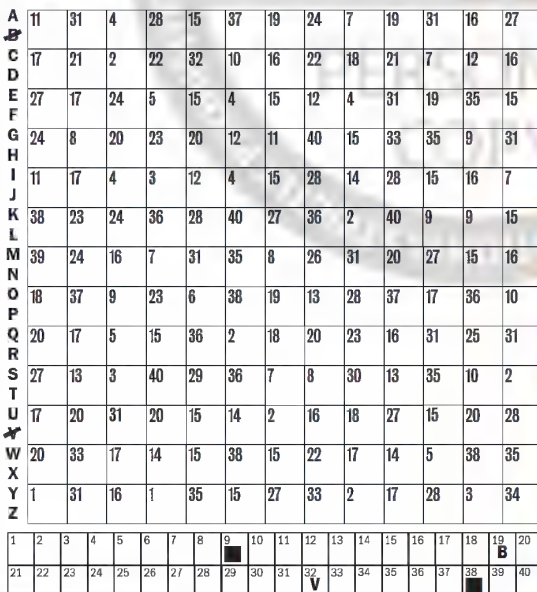 A 11 31 4 28 15 37 19 24 7 19 31 16 27
B
C 17 21 2 22 32 10 16 22 18 21 7 12 16
D
E 27 17 24 5 15 4 15 12 4 31 19 35 15
F
G 24 8 20 23 20 12 11 40 15 33 35 9 31
H
I 11 17 4 3 12 4 15 28 14 28 15 16 7
J
K 38 23 24 36 28 40 27 36 2 40 9 9 15
L
M 39 24 16 7 31 35 8 26 31 20 27 15 16
N
O 18 37 9 23 6 38 19 13 28 37 17 36 10
P
Q 20 17 5 15 36 2 18 20 23 16 31 25 31
R
S 27 13 3 40 29 36 7 8 30 13 35 10 2
T
U 17 20 31 20 15 14 2 16 18 27 15 20 28
V
W 20 33 17 14 15 38 15 22 17 14 5 38 35
X
Y 1 31 16 1 35 15 27 33 2 17 28 3 34
Z
1 2 3 4 5 6 7 8 9 10 11 12 13 14 15 16 17 18 19 20
B
21 22 23 24 25 26 27 28 29 30 31 32 33 34 35 36 37 38 39 40
V